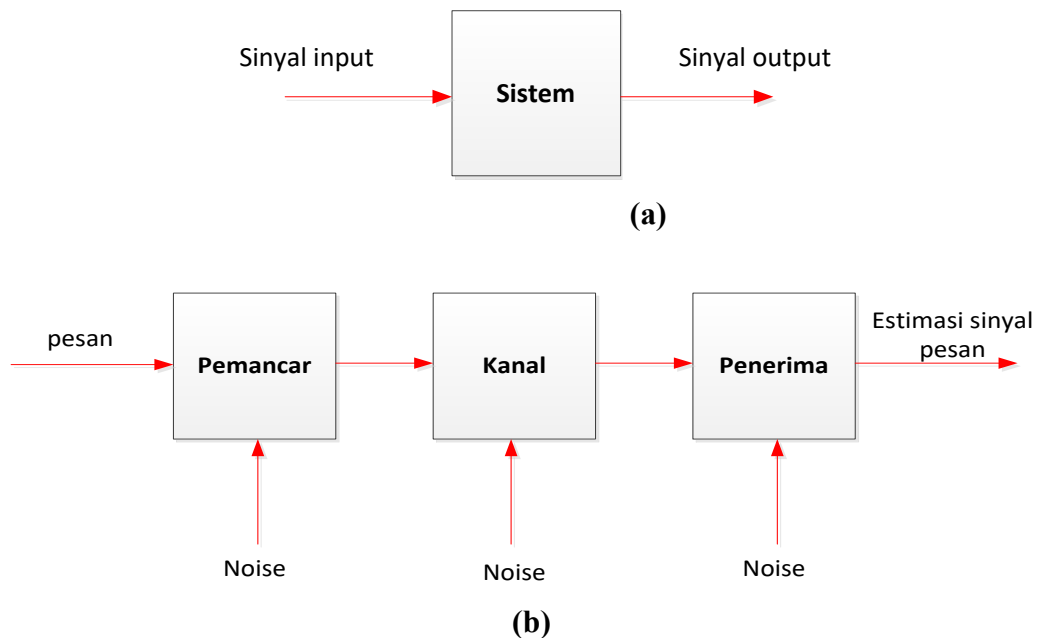 Sinyal input
Sistem
Sinyal output
(a)
pesan
Pemancar
Kanal
Penerima
Estimasi sinyal
pesan
Noise
Noise
Noise
(b)